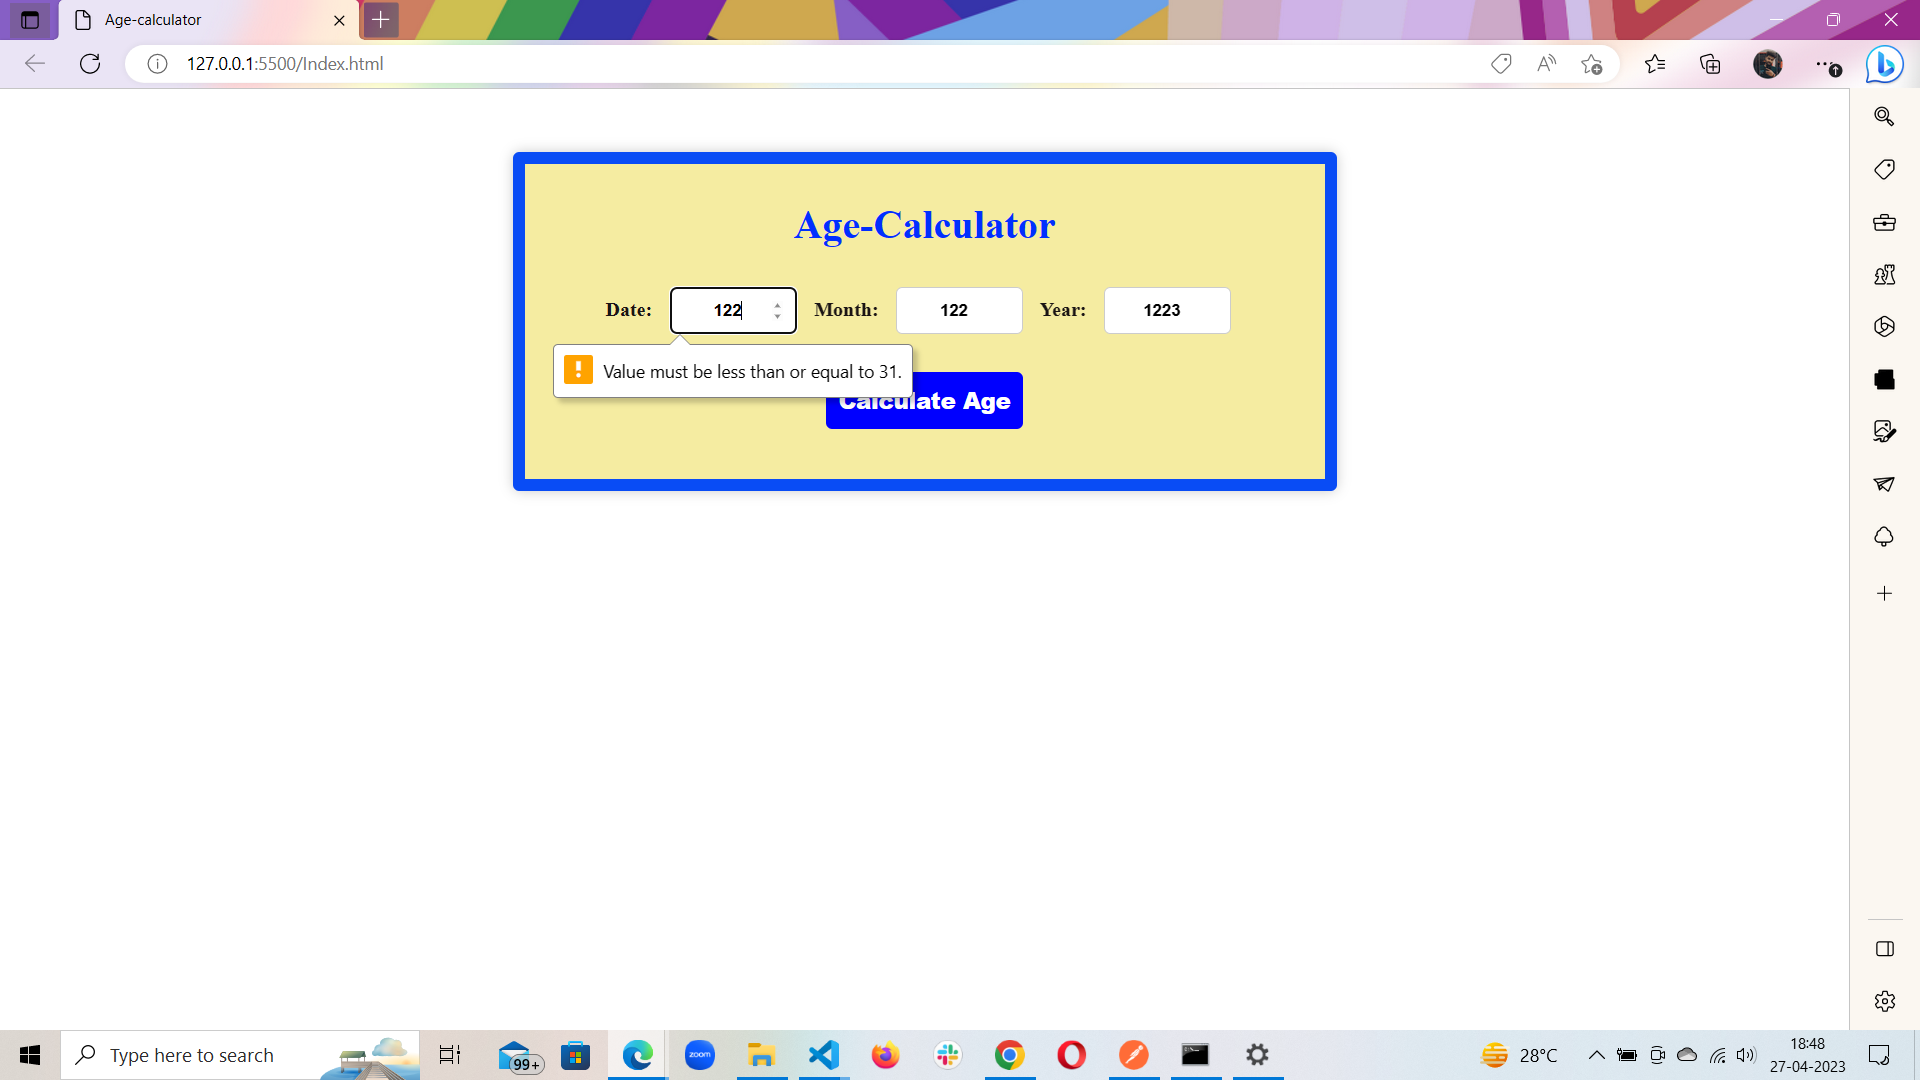 Age-calculator
127.0.0.1:5500/Index.html
Age-Calculator
Date: 122 Month: 122 Year: 1223
Value must be less than or equal to 31.
Calculate Age
Type here to search
99+
zoom
28°C
18:48
27-04-2023